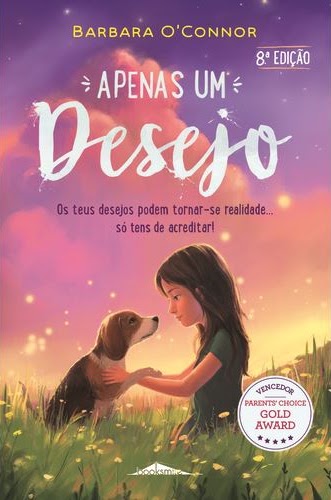 BARBARA O'CONNOR
8ª EDIÇÃO
APENAS UM
Desejo
Os teus desejos podem tornar-se realidade...
só tens de acreditar!
VENCEDOR
PARENTS' CHOICE
GOLD
AWARD